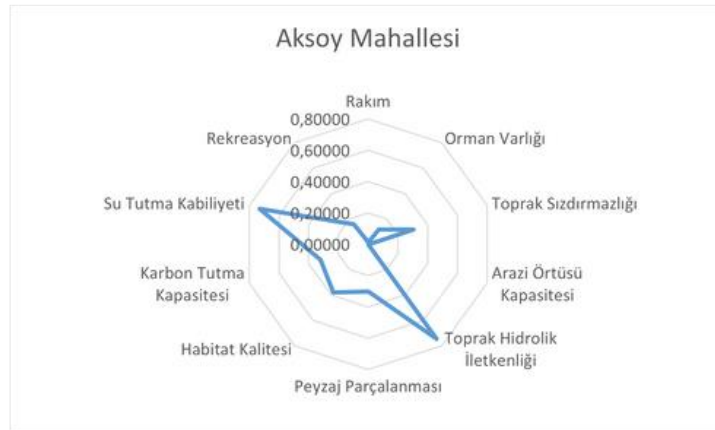 Aksoy Mahallesi
Rakım
0,80000
Rekreasyon
Orman Varlığı
0,60000
0,40000
Su Tutma Kabiliyeti
0,20000
Toprak Sızdırmazlığı
0,00000
Karbon Tutma
Kapasitesi
Arazi Örtüsü
Kapasitesi
Habitat Kalitesi
Toprak Hidrolik
İletkenliği
Peyzaj Parçalanması